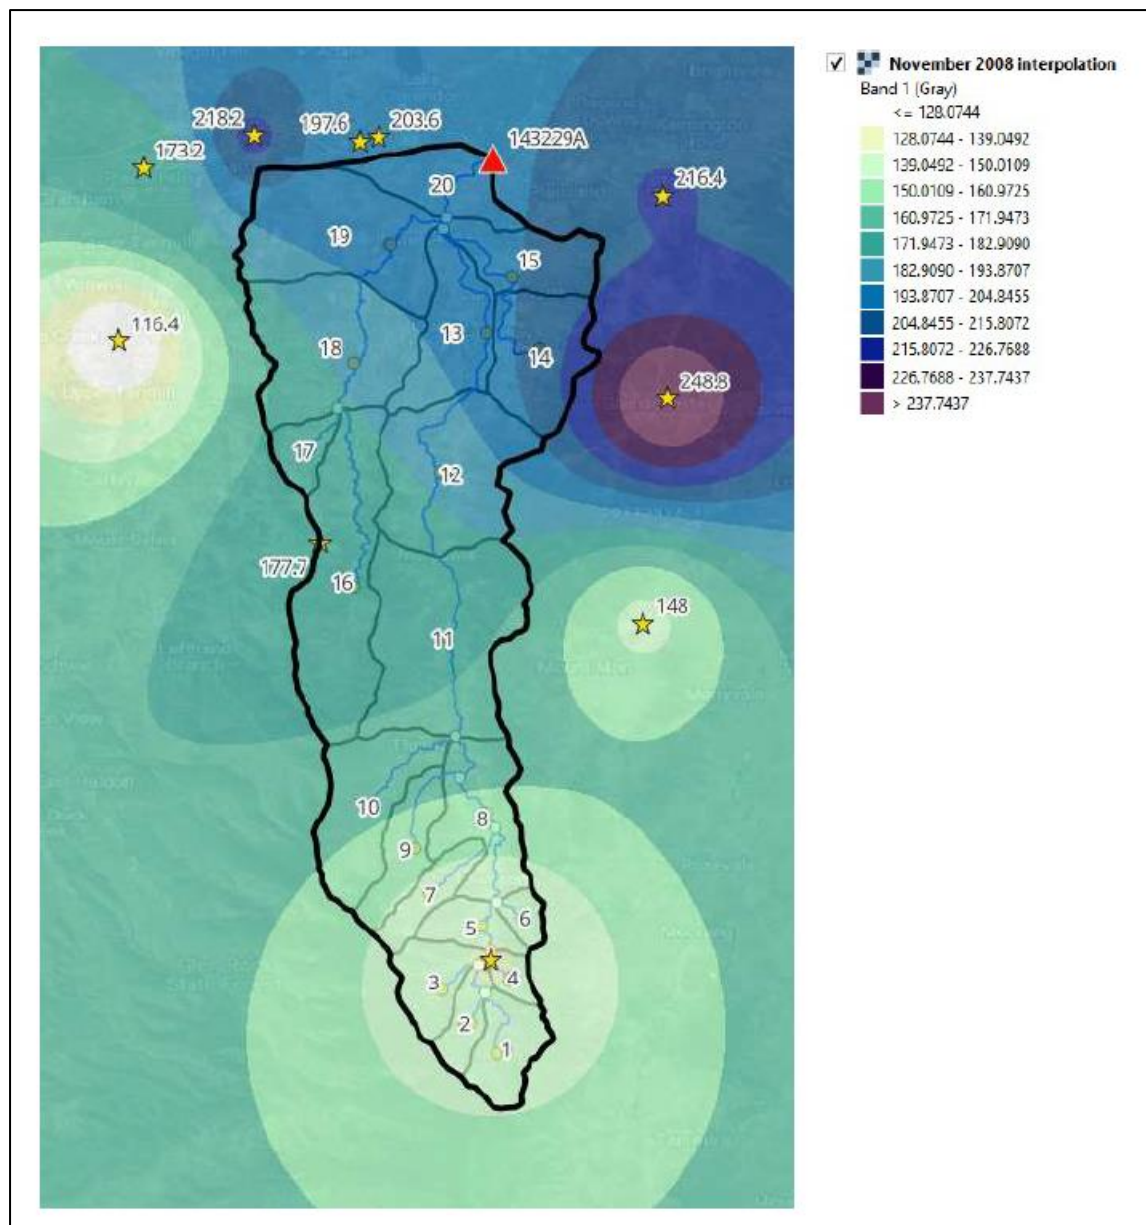 November 2008 interpolation
Band 1 (Gray)
<= 128.0744
128.0744 - 139.0492
139.0492 - 150.0109
150.0109 - 160.9725
160.9725 - 171.9473
171.9473 - 182.9090
182.9090 - 193.8707
193.8707 - 204.8455
204.8455 - 215.8072
215.8072 - 226.7688
226.7688 - 237.7437
> 237.7437
218.2
197.6
203.6
143229A
173.2
216.4
20
19
15
116.4
18
13
14
248.8
17
12
177.7
16
148
11
10
8
9
7
6
5
3
4
2
1